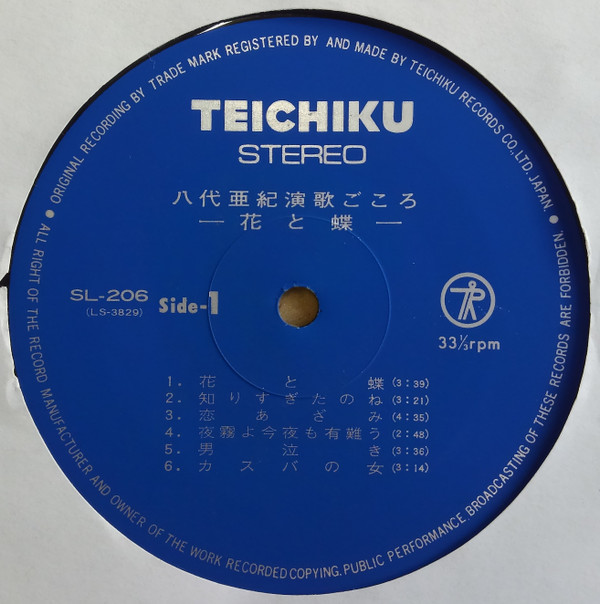 ORIGINAL RECORDING BY TRADE MARK REGISTERED BY AND MADE BY TEICHIKU RECORDS CO., LTD. JAPAN.
TEICHIKU
STEREO
八代亜紀演歌ごころ
— 花と蝶 —
SL-206
(LS-3829)
Side-1
33⅓rpm
1. 花と蝶 (3:39)
2. 知りすぎたのね (3:21)
3. 恋あざみ (4:35)
4. 夜霧よ今夜も有難う (2:48)
5. 男泣き (3:36)
6. カスバの女 (3:14)
ALL RIGHT OF THE RECORD MANUFACTURER AND OWNER OF THE WORK RECORDED COPYING. PUBLIC PERFORMANCE. BROADCASTING OF THESE RECORDS ARE FORBIDDEN.